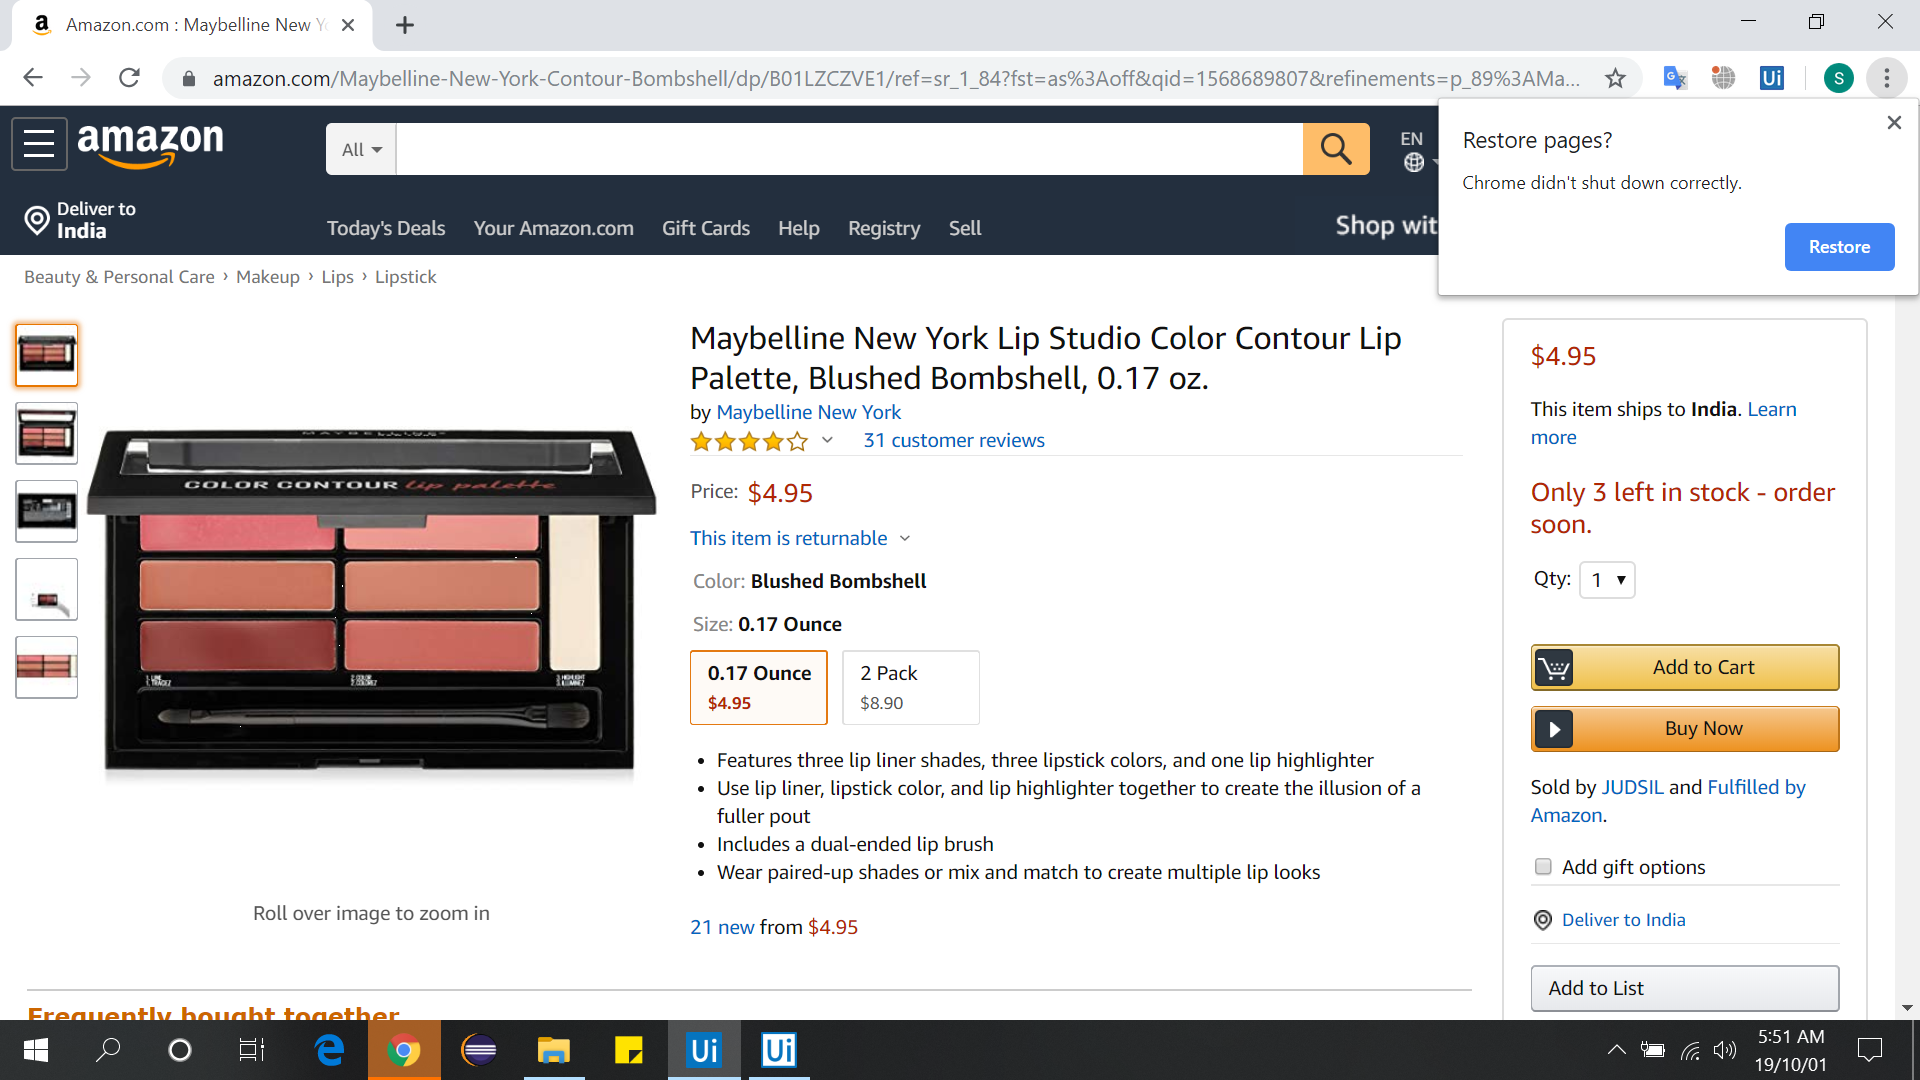 Amazon.com : Maybelline New Y
amazon.com/Maybelline-New-York-Contour-Bombshell/dp/B01LZCZVE1/ref=sr_1_84?fst=as%3Aoff&qid=1568689807&refinements=p_89%3AMa...
Ui
S
Restore pages?
Chrome didn't shut down correctly.
Restore
amazon
All
EN
Deliver to
India
Today's Deals
Your Amazon.com
Gift Cards
Help
Registry
Sell
Shop wit
Beauty & Personal Care › Makeup › Lips › Lipstick
COLOR CONTOUR lip palette
Roll over image to zoom in
Maybelline New York Lip Studio Color Contour Lip
Palette, Blushed Bombshell, 0.17 oz.
by Maybelline New York
31 customer reviews
Price: $4.95
This item is returnable
Color: Blushed Bombshell
Size: 0.17 Ounce
0.17 Ounce
$4.95
2 Pack
$8.90
• Features three lip liner shades, three lipstick colors, and one lip highlighter
• Use lip liner, lipstick color, and lip highlighter together to create the illusion of a
fuller pout
• Includes a dual-ended lip brush
• Wear paired-up shades or mix and match to create multiple lip looks
21 new from $4.95
$4.95
This item ships to India. Learn
more
Only 3 left in stock - order
soon.
Qty: 1
Add to Cart
Buy Now
Sold by JUDSIL and Fulfilled by
Amazon.
Add gift options
Deliver to India
Add to List
Frequently bought together
Ui
Ui
5:51 AM
19/10/01